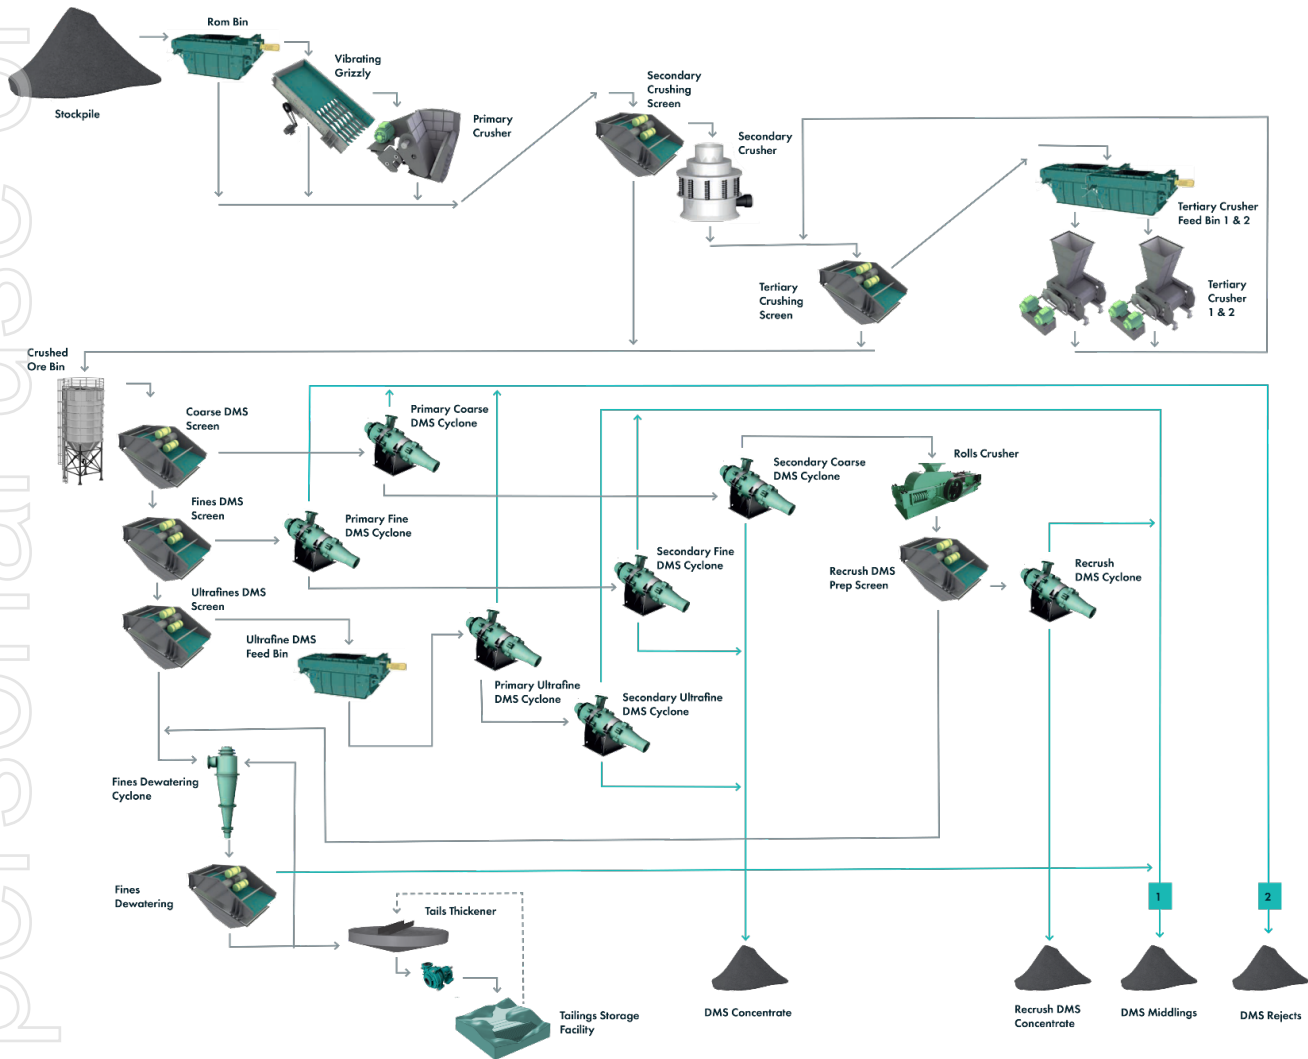 Rom Bin
Vibrating
Grizzly
Stockpile
Primary
Crusher
Secondary
Crushing
Screen
Secondary
Crusher
Tertiary Crusher
Feed Bin 1 & 2
Tertiary
Crushing
Screen
Tertiary
Crusher
1 & 2
Crushed
Ore Bin
Coarse DMS
Screen
Primary Coarse
DMS Cyclone
Secondary Coarse
DMS Cyclone
Rolls Crusher
Fines DMS
Screen
Primary Fine
DMS Cyclone
Secondary Fine
DMS Cyclone
Recrush DMS
Prep Screen
Recrush
DMS Cyclone
Ultrafines DMS
Screen
Ultrafine DMS
Feed Bin
Primary Ultrafine
DMS Cyclone
Secondary Ultrafine
DMS Cyclone
Fines Dewatering
Cyclone
Fines
Dewatering
Tails Thickener
1
2
Tailings Storage
Facility
DMS Concentrate
Recrush DMS
Concentrate
DMS Middlings
DMS Rejects